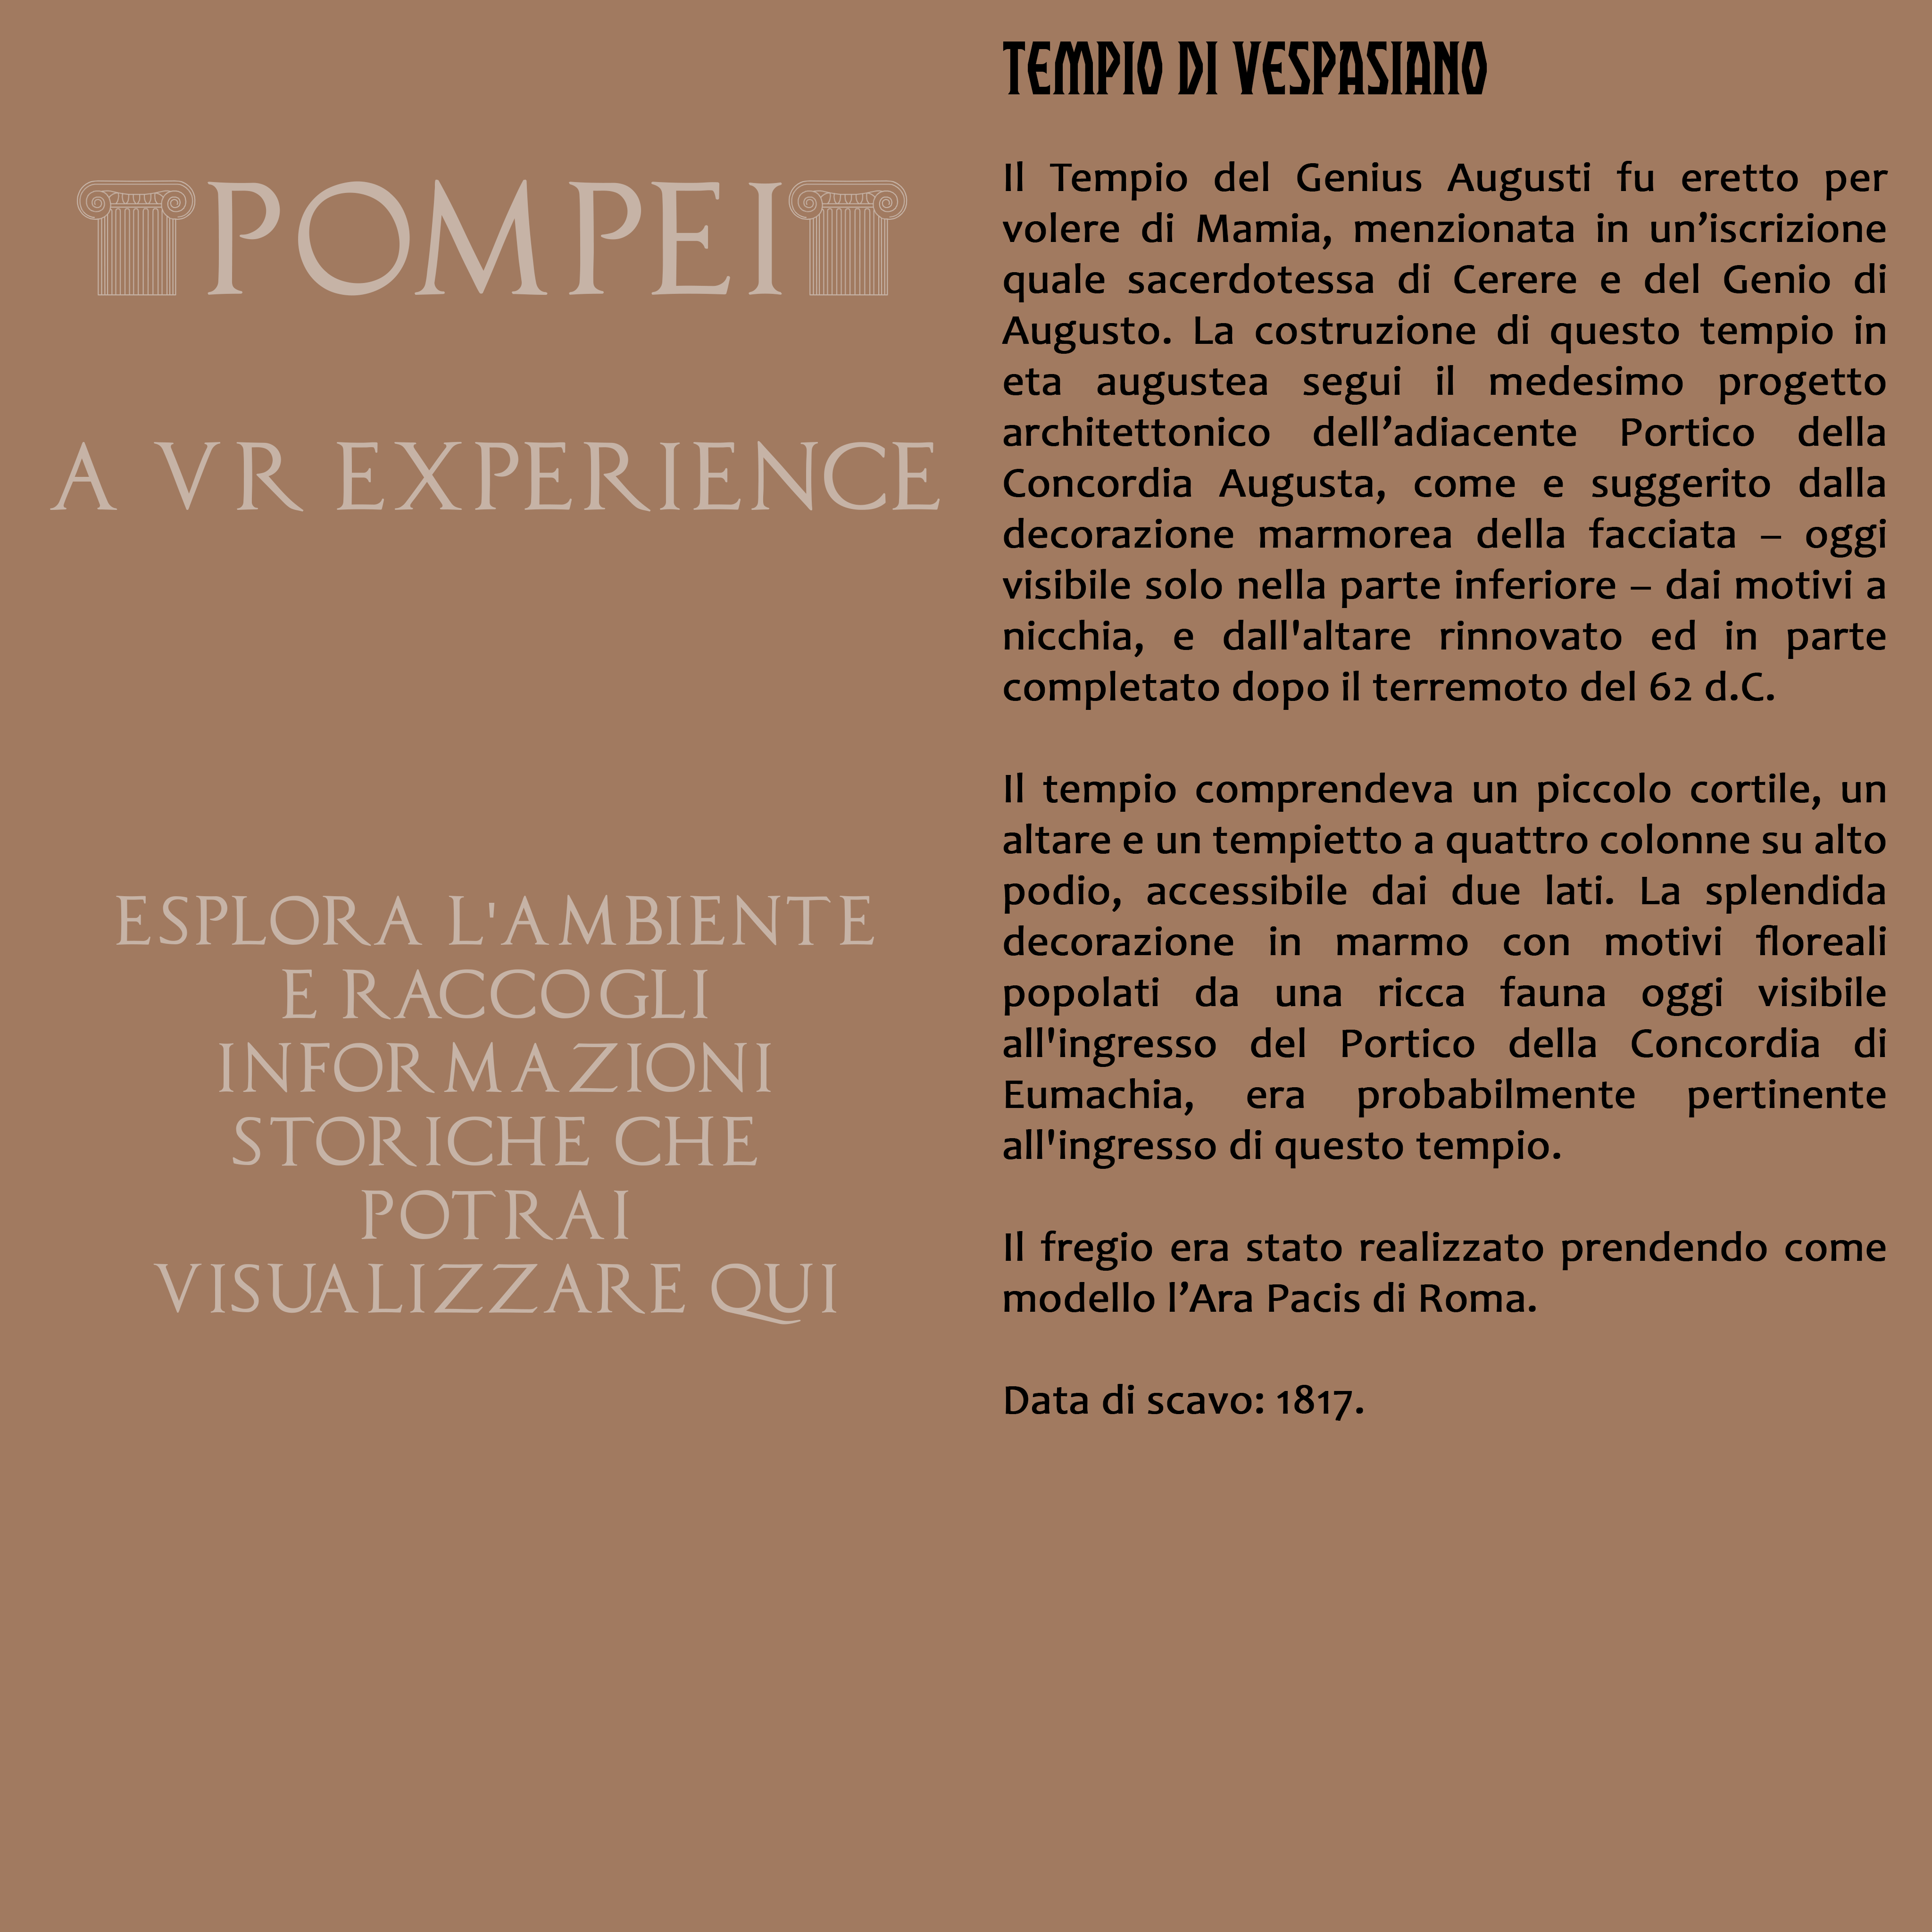 POMPEI
A VR EXPERIENCE
ESPLORA L'AMBIENTE
E RACCOGLI
INFORMAZIONI
STORICHE CHE
POTRAI
VISUALIZZARE QUI
TEMPIO DI VESPASIANO
Il Tempio del Genius Augusti fu eretto per
volere di Mamia, menzionata in un’iscrizione
quale sacerdotessa di Cerere e del Genio di
Augusto. La costruzione di questo tempio in
eta augustea segui il medesimo progetto
architettonico dell’adiacente Portico della
Concordia Augusta, come e suggerito dalla
decorazione marmorea della facciata – oggi
visibile solo nella parte inferiore – dai motivi a
nicchia, e dall'altare rinnovato ed in parte
completato dopo il terremoto del 62 d.C.
Il tempio comprendeva un piccolo cortile, un
altare e un tempietto a quattro colonne su alto
podio, accessibile dai due lati. La splendida
decorazione in marmo con motivi floreali
popolati da una ricca fauna oggi visibile
all'ingresso del Portico della Concordia di
Eumachia, era probabilmente pertinente
all'ingresso di questo tempio.
Il fregio era stato realizzato prendendo come
modello l’Ara Pacis di Roma.
Data di scavo: 1817.